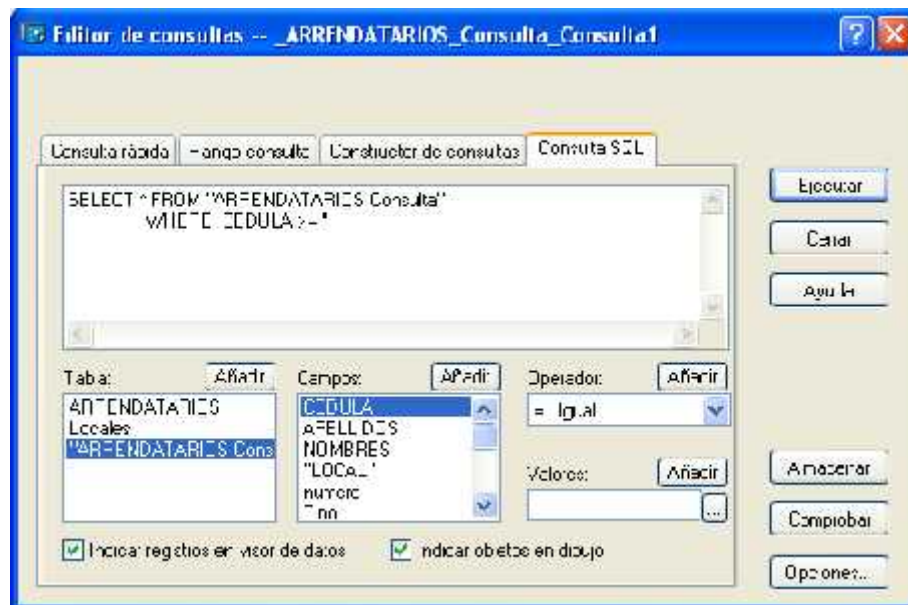 Editor de consultas -- _ARRENDATARIOS_Consulta_Consulta1
Consulta rápida Rango consulta Constructor de consultas Consulta SQL
SELECT * FROM "ARRENDATARIOS Consulta"
WHERE CEDULA >=
Ejecutar
Cerrar
Ayuda
Tabla: Añadir Campos: Añadir Operador: Añadir
ARRENDATARIOS
Locales
"ARRENDATARIOS Cons
CEDULA
APELLIDOS
NOMBRES
"LOCAL"
numero
Tipo
= Igual
Valores: Añadir
...
Almacenar
Comprobar
Opciones...
Indicar registros en visor de datos Indicar objetos en dibujo